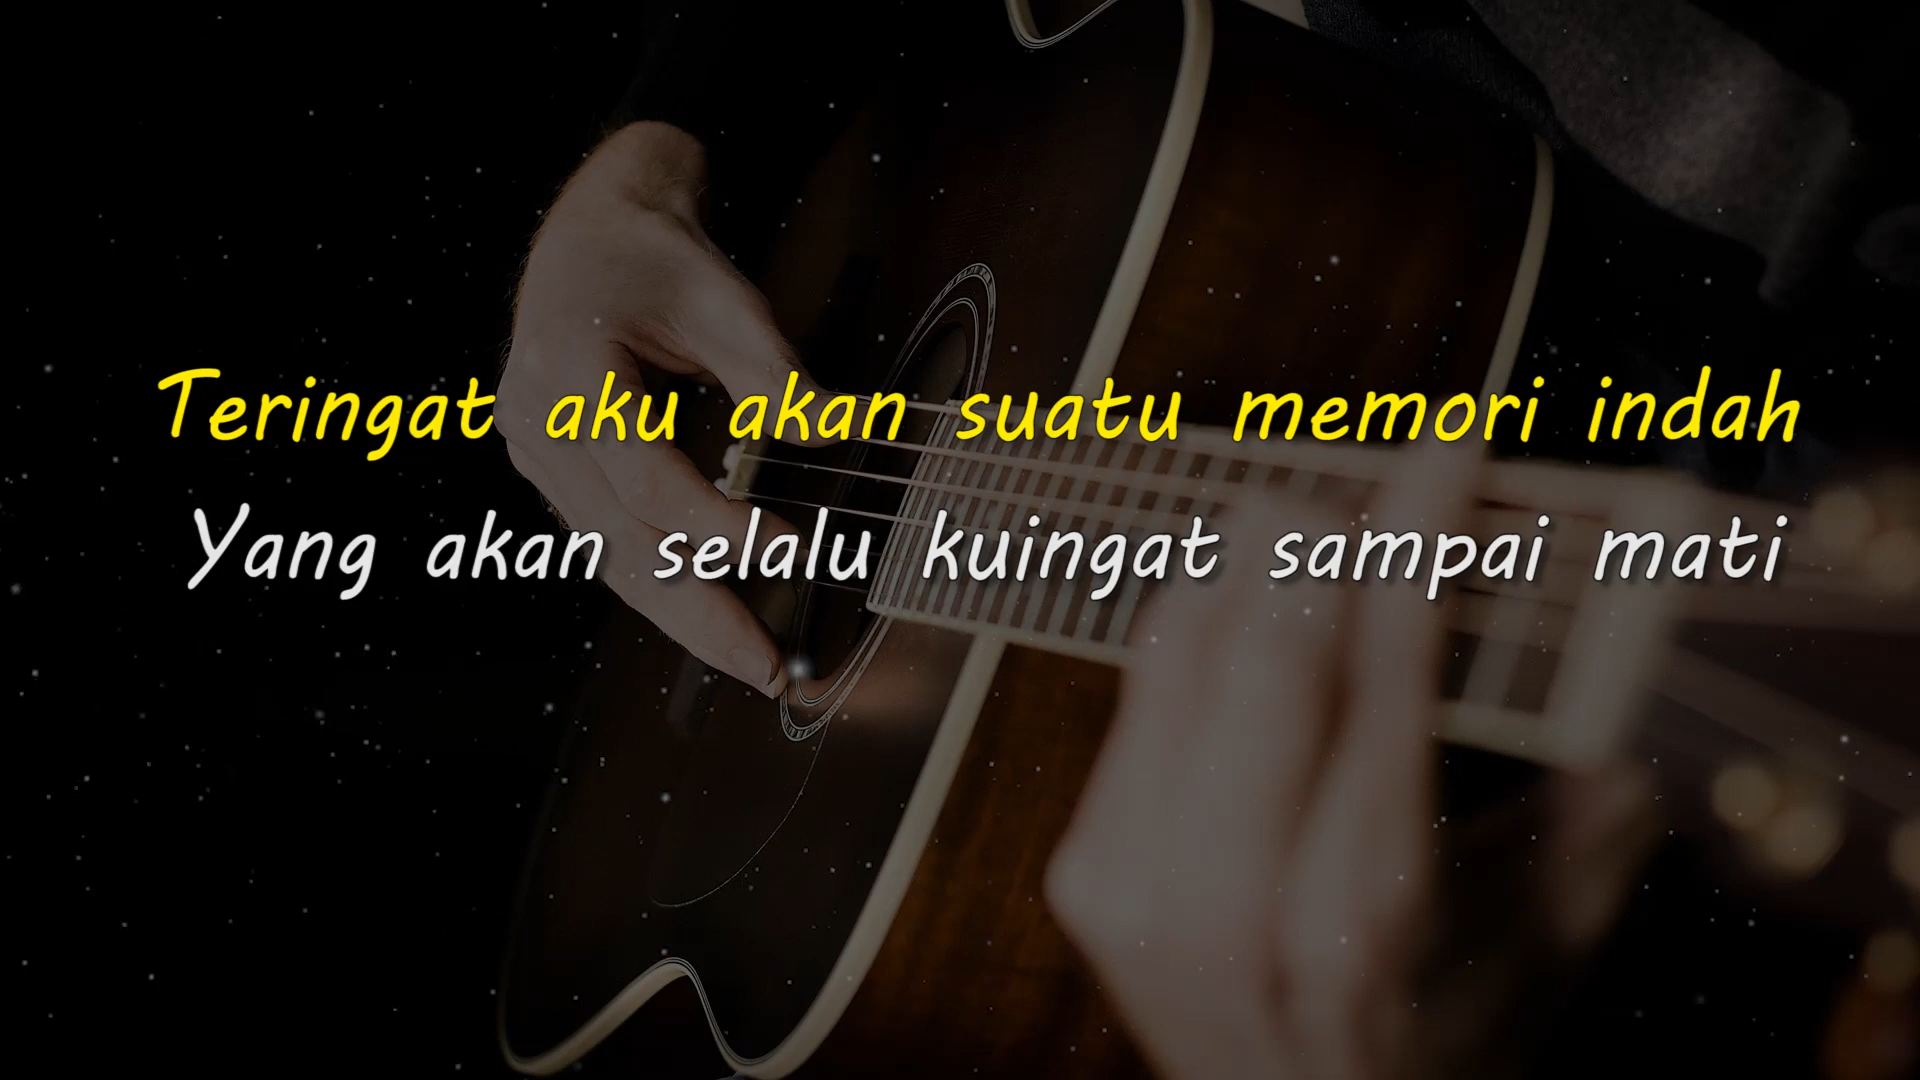 Teringat aku akan suatu memori indah
Yang akan selalu kuingat sampai mati